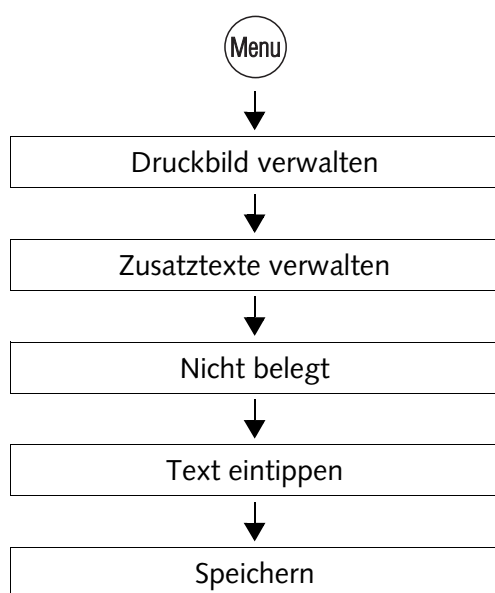 Menu
Druckbild verwalten
Zusatztexte verwalten
Nicht belegt
Text eintippen
Speichern